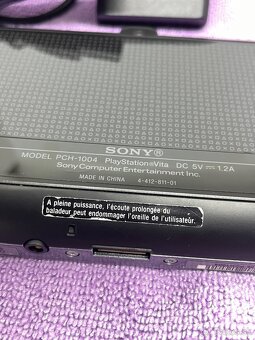 SONY®
MODEL PCH-1004 PlayStation®Vita DC 5V ⎓ 1.2A
Sony Computer Entertainment Inc.
MADE IN CHINA 4-412-811-01
A pleine puissance, l'écoute prolongée du
baladeur peut endommager l'oreille de l'utilisateur.